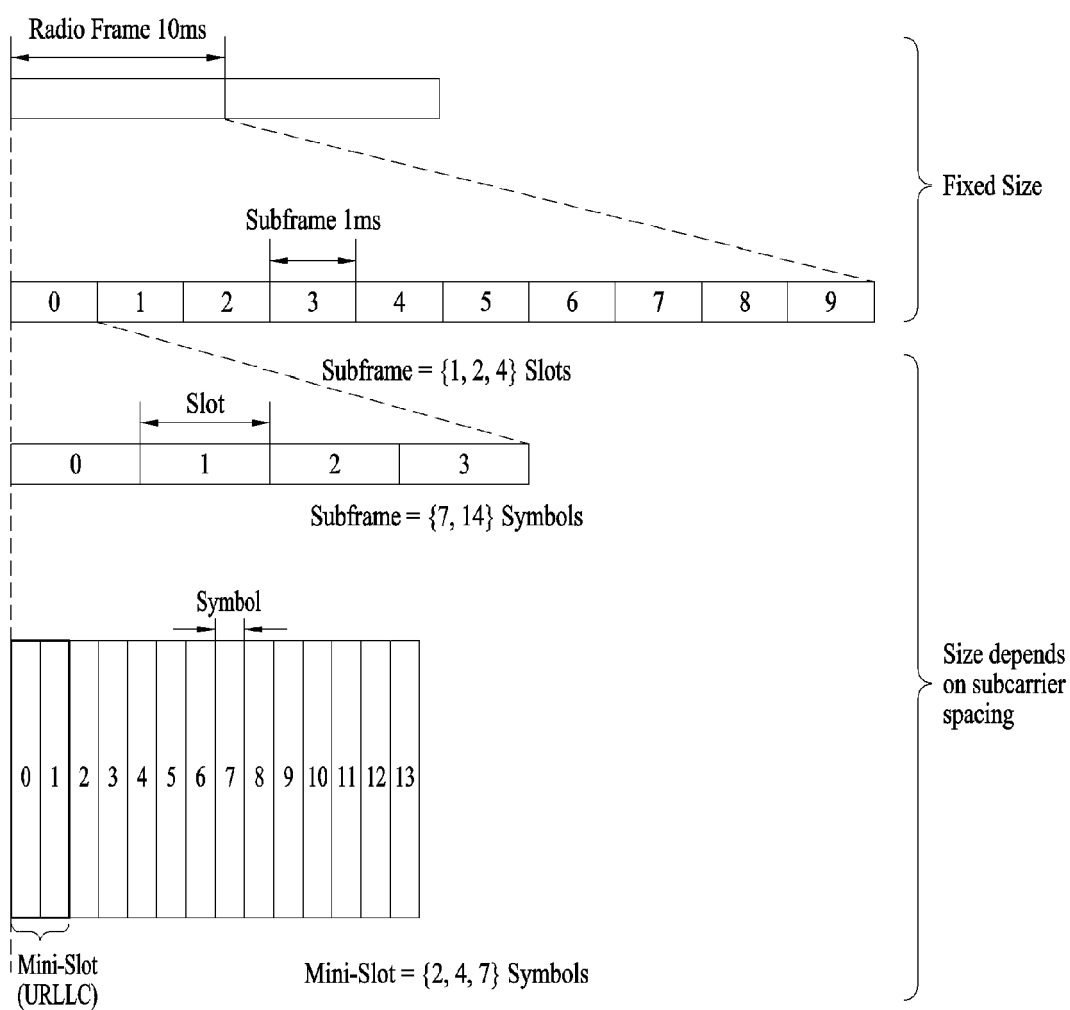 Radio Frame 10ms
Fixed Size
Subframe 1ms
0 1 2 3 4 5 6 7 8 9
Subframe = {1, 2, 4} Slots
Slot
0 1 2 3
Subframe = {7, 14} Symbols
Symbol
Size depends
on subcarrier
spacing
0 1 2 3 4 5 6 7 8 9 10 11 12 13
Mini-Slot
(URLLC)
Mini-Slot = {2, 4, 7} Symbols